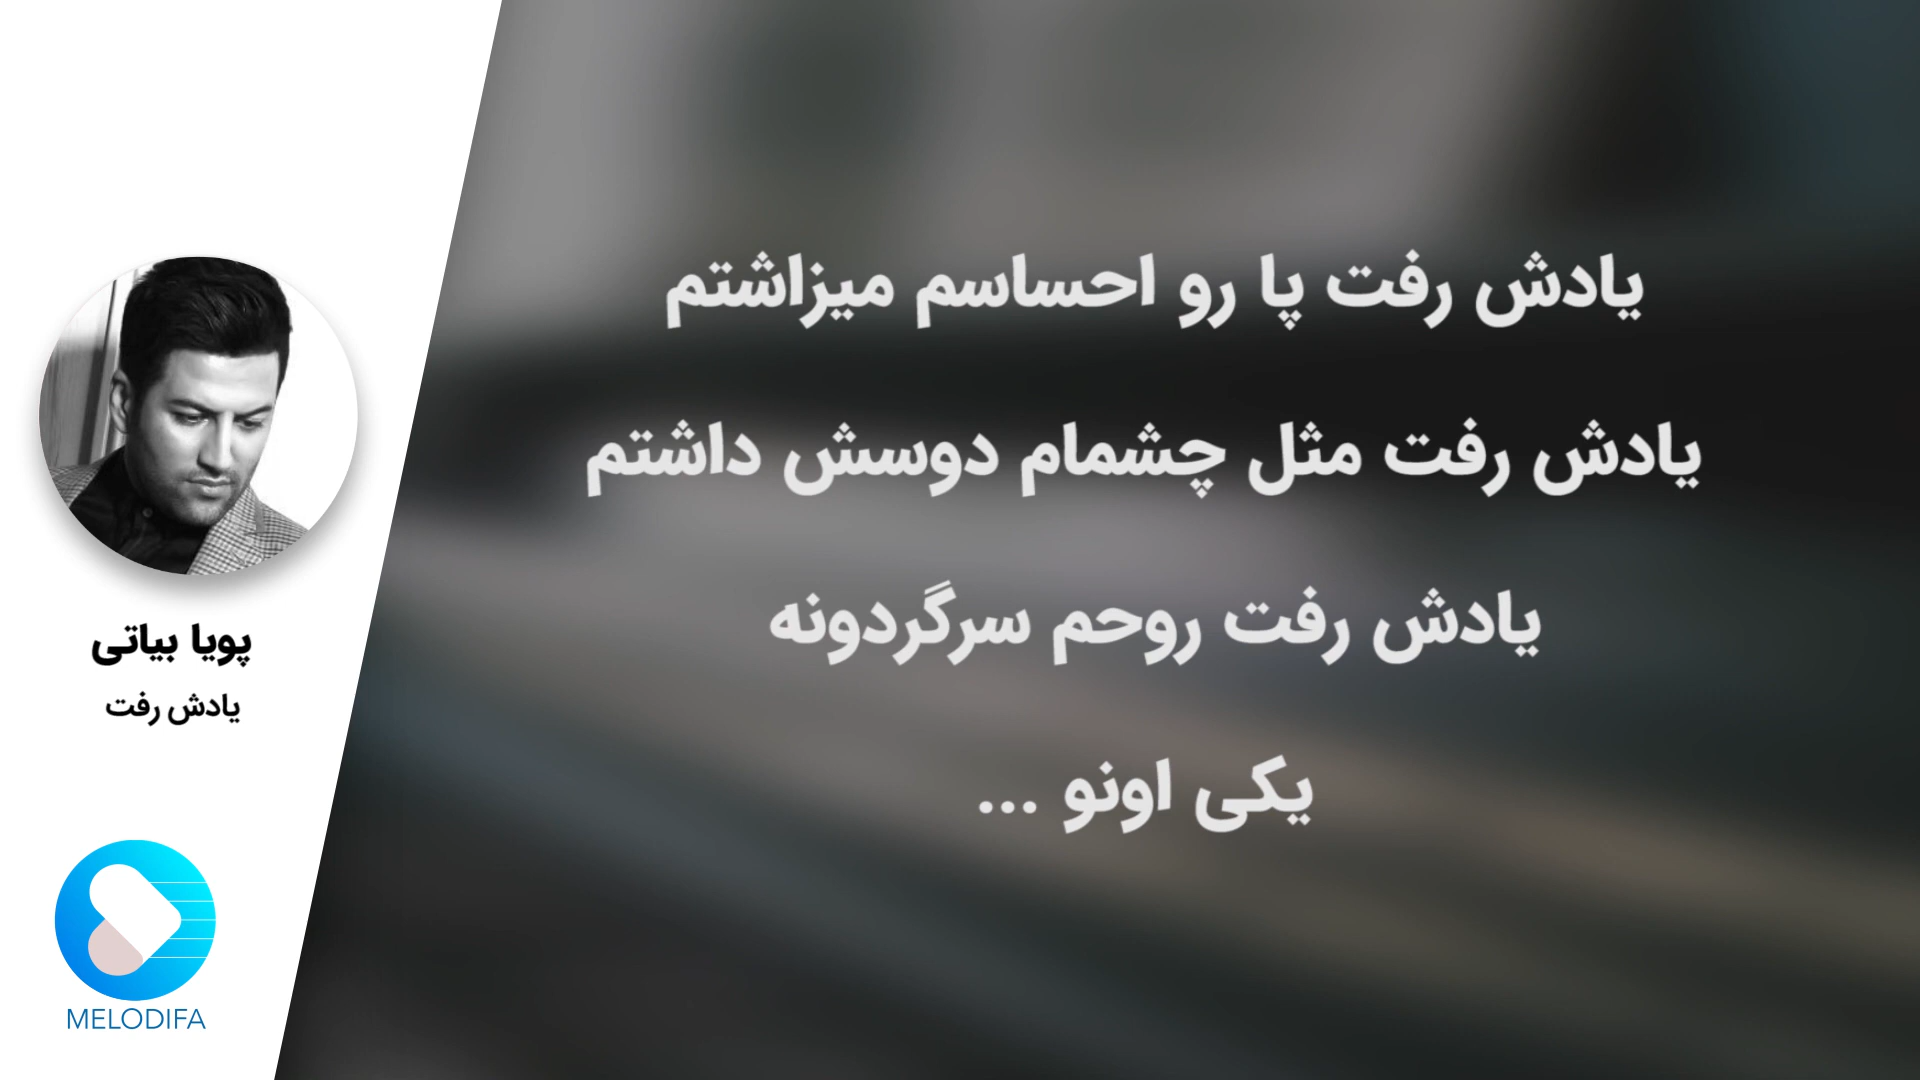 یادش رفت پا رو احساسم میزاشتم
یادش رفت مثل چشمام دوسش داشتم
یادش رفت روحم سرگردونه
یکی اونو ...
پویا بیاتی
یادش رفت
MELODIFA